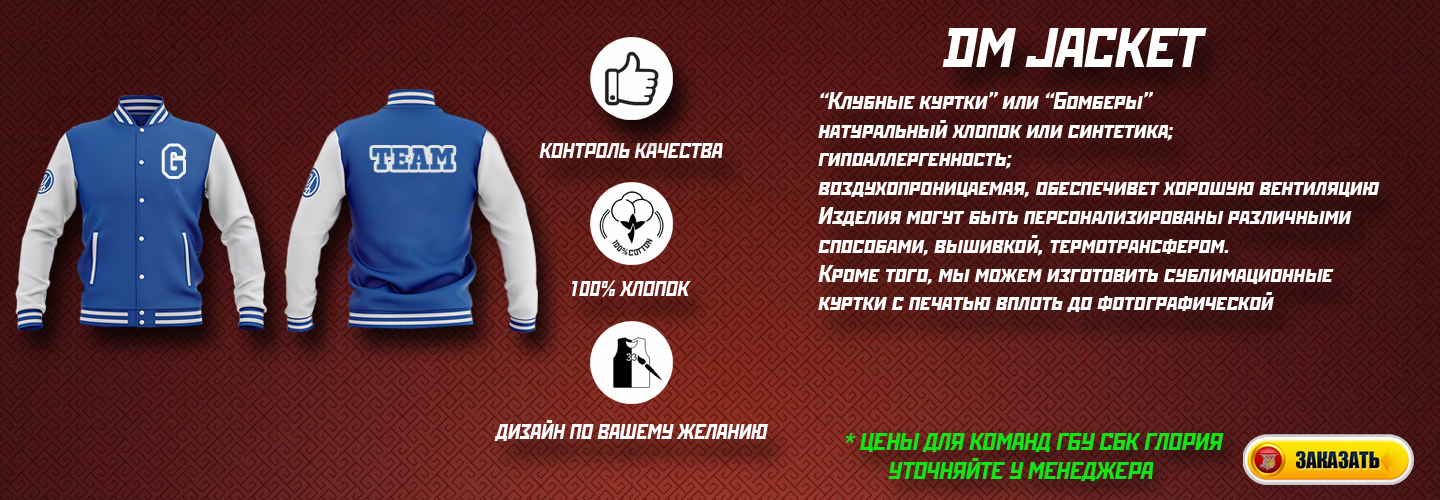 DM JACKET
“Клубные куртки” или “Бомберы”
натуральный хлопок или синтетика;
гипоаллергенность;
воздухопроницаемая, обеспечивет хорошую вентиляцию
Изделия могут быть персонализированы различными
способами, вышивкой, термотрансфером.
Кроме того, мы можем изготовить сублимационные
куртки с печатью вплоть до фотографической
G
TEAM
КОНТРОЛЬ КАЧЕСТВА
100% COTTON
100% ХЛОПОК
33
ДИЗАЙН ПО ВАШЕМУ ЖЕЛАНИЮ
* ЦЕНЫ ДЛЯ КОМАНД ГБУ СБК ГЛОРИЯ
УТОЧНЯЙТЕ У МЕНЕДЖЕРА
ЗАКАЗАТЬ